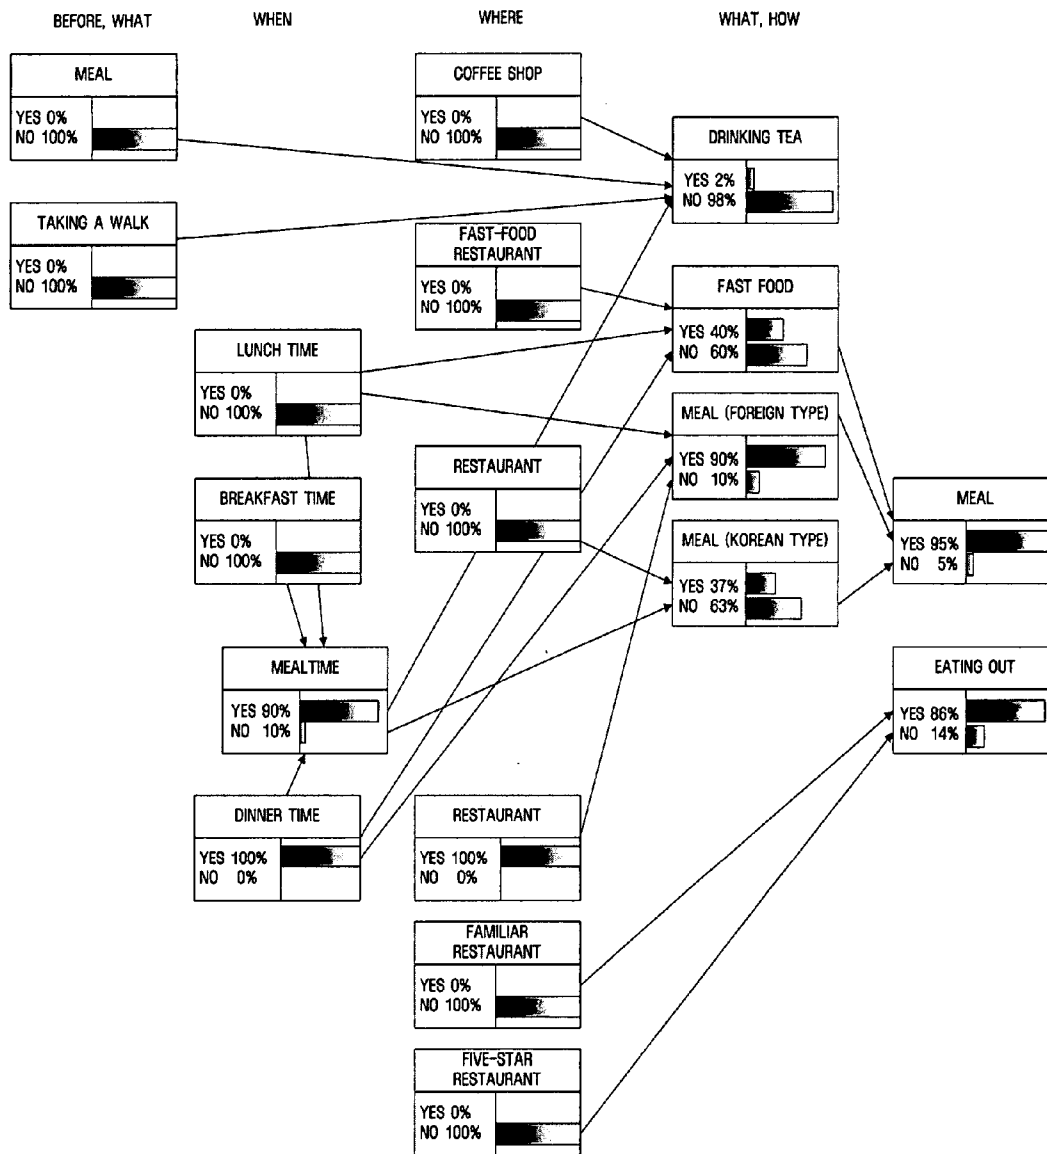 BEFORE, WHAT
WHEN
WHERE
WHAT, HOW
MEAL
YES 0%
NO 100%
TAKING A WALK
YES 0%
NO 100%
LUNCH TIME
YES 0%
NO 100%
BREAKFAST TIME
YES 0%
NO 100%
MEALTIME
YES 90%
NO 10%
DINNER TIME
YES 100%
NO 0%
COFFEE SHOP
YES 0%
NO 100%
FAST-FOOD
RESTAURANT
YES 0%
NO 100%
RESTAURANT
YES 0%
NO 100%
RESTAURANT
YES 100%
NO 0%
FAMILIAR
RESTAURANT
YES 0%
NO 100%
FIVE-STAR
RESTAURANT
YES 0%
NO 100%
DRINKING TEA
YES 2%
NO 98%
FAST FOOD
YES 40%
NO 60%
MEAL (FOREIGN TYPE)
YES 90%
NO 10%
MEAL (KOREAN TYPE)
YES 37%
NO 63%
MEAL
YES 95%
NO 5%
EATING OUT
YES 86%
NO 14%